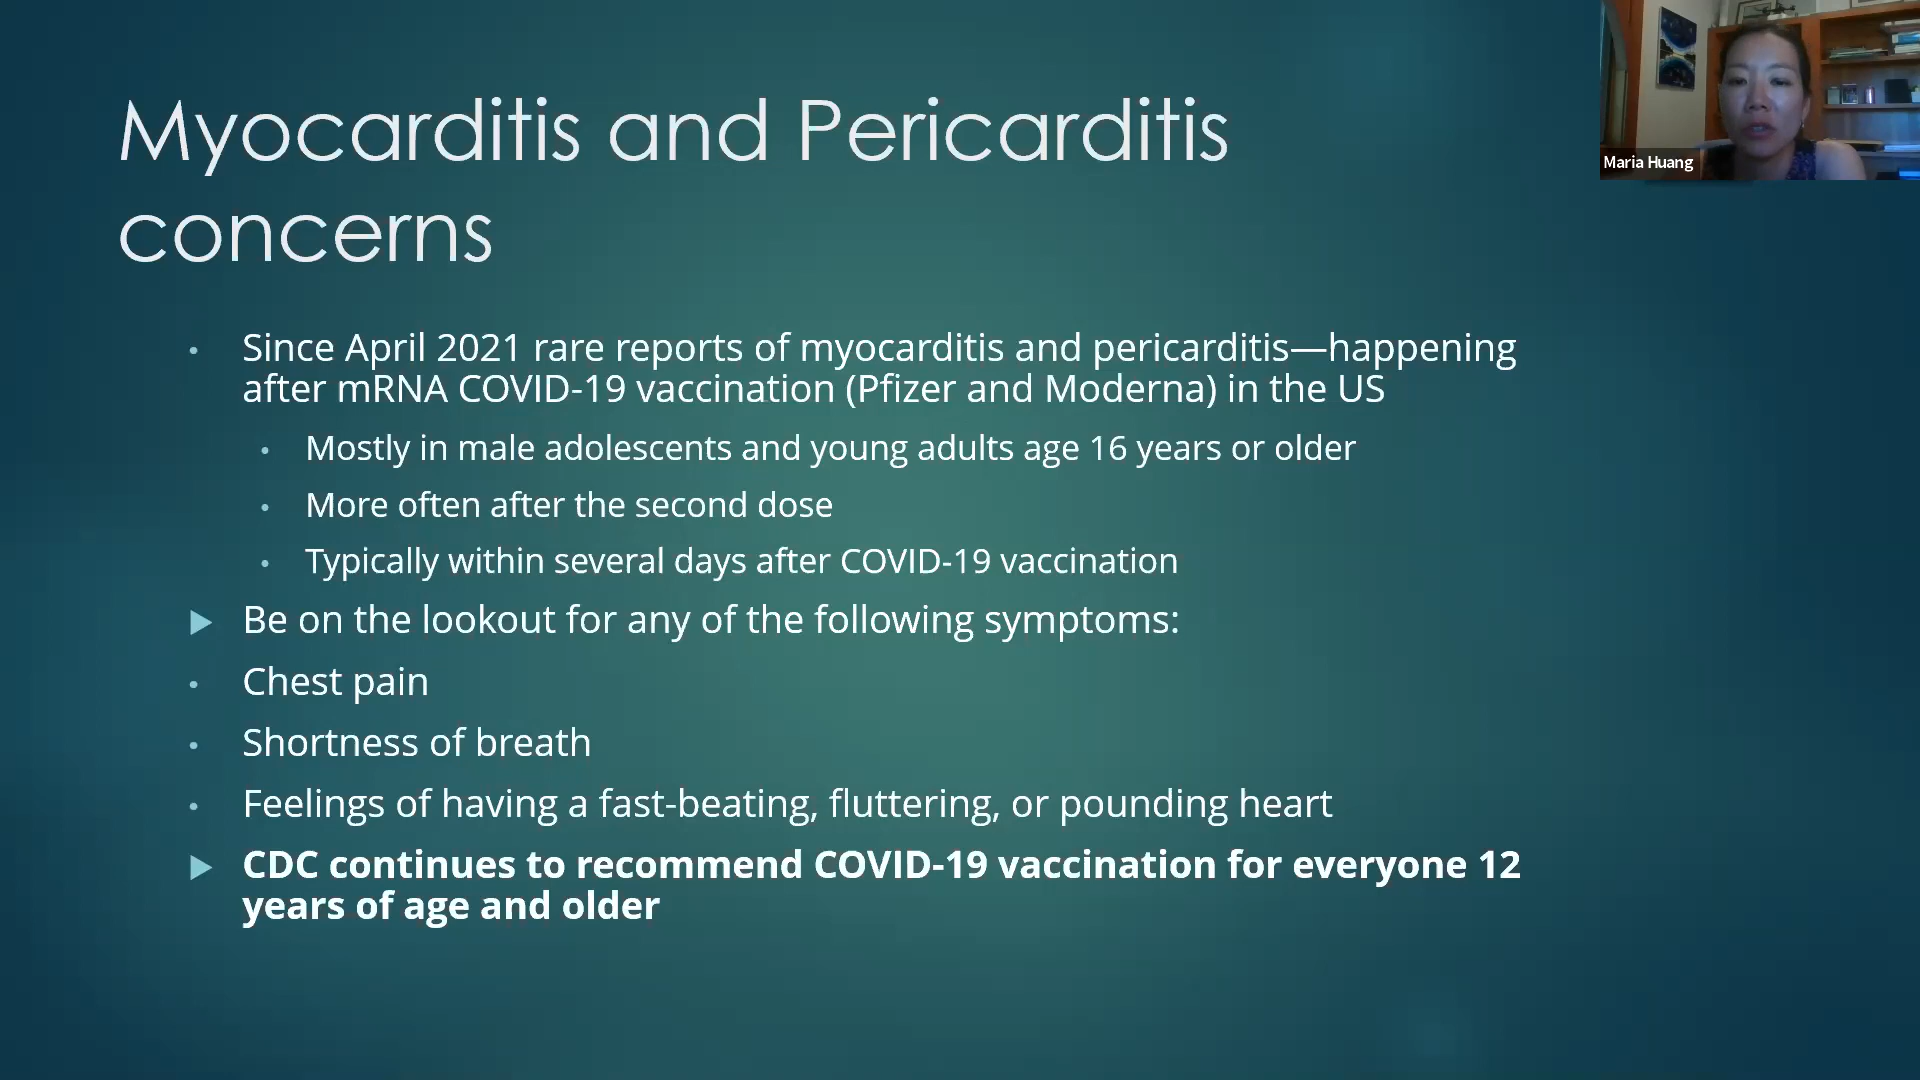 Myocarditis and Pericarditis
concerns
Maria Huang
Since April 2021 rare reports of myocarditis and pericarditis—happening
after mRNA COVID-19 vaccination (Pfizer and Moderna) in the US
Mostly in male adolescents and young adults age 16 years or older
More often after the second dose
Typically within several days after COVID-19 vaccination
Be on the lookout for any of the following symptoms:
Chest pain
Shortness of breath
Feelings of having a fast-beating, fluttering, or pounding heart
CDC continues to recommend COVID-19 vaccination for everyone 12
years of age and older